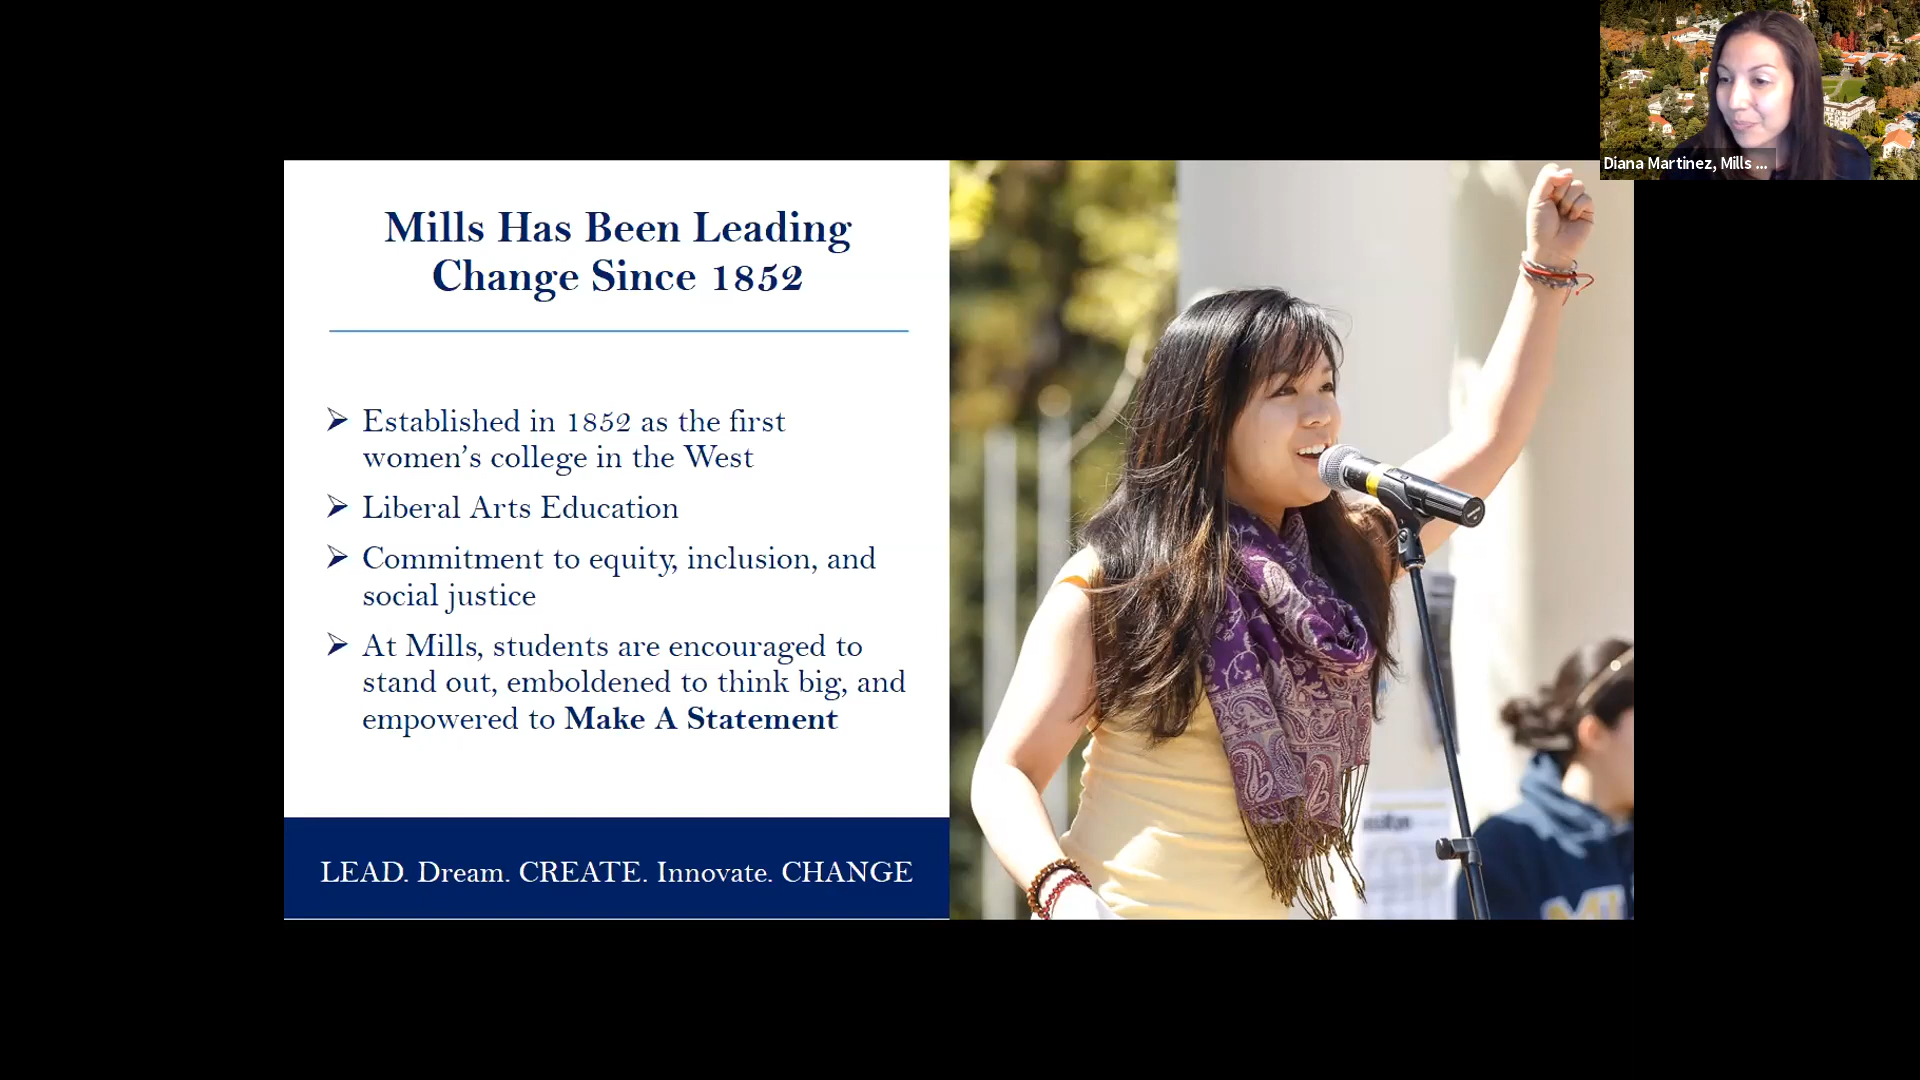 Diana Martinez, Mills ...
Mills Has Been Leading
Change Since 1852
➢ Established in 1852 as the first
women's college in the West
➢ Liberal Arts Education
➢ Commitment to equity, inclusion, and
social justice
➢ At Mills, students are encouraged to
stand out, emboldened to think big, and
empowered to Make A Statement
LEAD. Dream. CREATE. Innovate. CHANGE